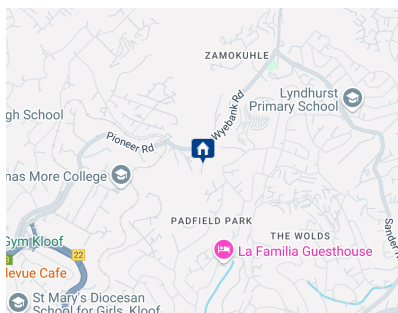 ZAMOKUHLE
Lyndhurst
Primary School
gh School
Wyebank Rd
Pioneer Rd
nas More College
PADFIELD PARK
Sander R
THE WOLDS
Gym Kloof
22
La Familia Guesthouse
llevue Cafe
St Mary's Diocesan
School for Girls, Kloof